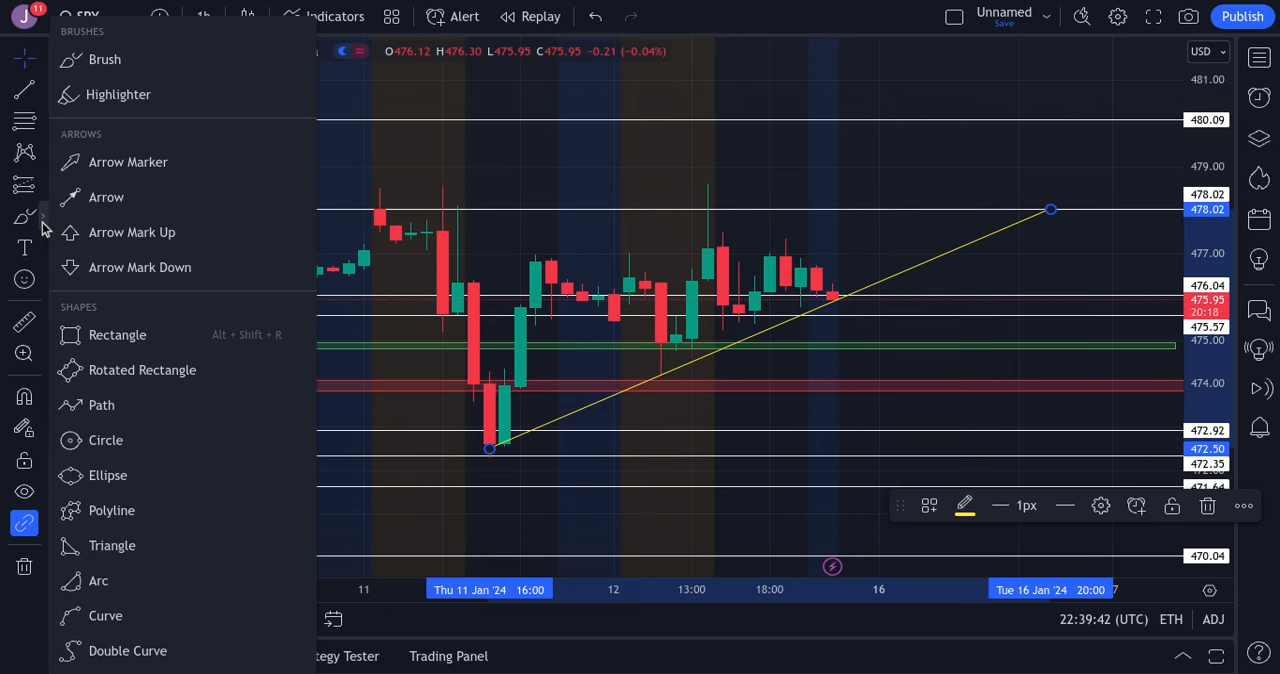 J
11
SPY
1h
Indicators
Alert
Replay
Unnamed
Save
Publish
BRUSHES
Brush
Highlighter
ARROWS
Arrow Marker
Arrow
Arrow Mark Up
Arrow Mark Down
SHAPES
Rectangle Alt + Shift + R
Rotated Rectangle
Path
Circle
Ellipse
Polyline
Triangle
Arc
Curve
Double Curve
O476.12 H476.30 L475.95 C475.95 −0.21 (−0.04%)
USD
481.00
480.09
479.00
478.02
478.02
477.00
476.04
475.95
20:18
475.57
475.00
474.00
472.92
472.50
472.35
472.00
471.64
470.04
1px
11
Thu 11 Jan '24 16:00
12
13:00
18:00
16
Tue 16 Jan '24 20:00
7
22:39:42 (UTC) ETH ADJ
tegy Tester
Trading Panel